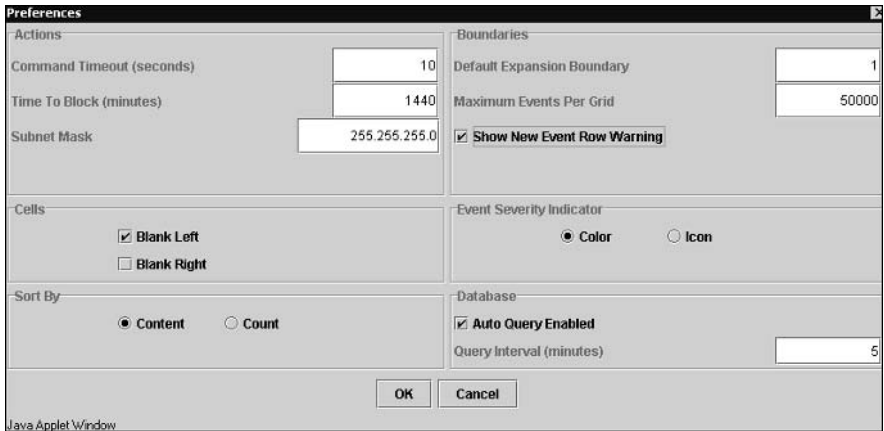 Preferences
Actions
Command Timeout (seconds) 10
Time To Block (minutes) 1440
Subnet Mask 255.255.255.0
Boundaries
Default Expansion Boundary 1
Maximum Events Per Grid 50000
Show New Event Row Warning
Cells
Blank Left
Blank Right
Event Severity Indicator
Color Icon
Sort By
Content Count
Database
Auto Query Enabled
Query Interval (minutes) 5
OK Cancel
Java Applet Window